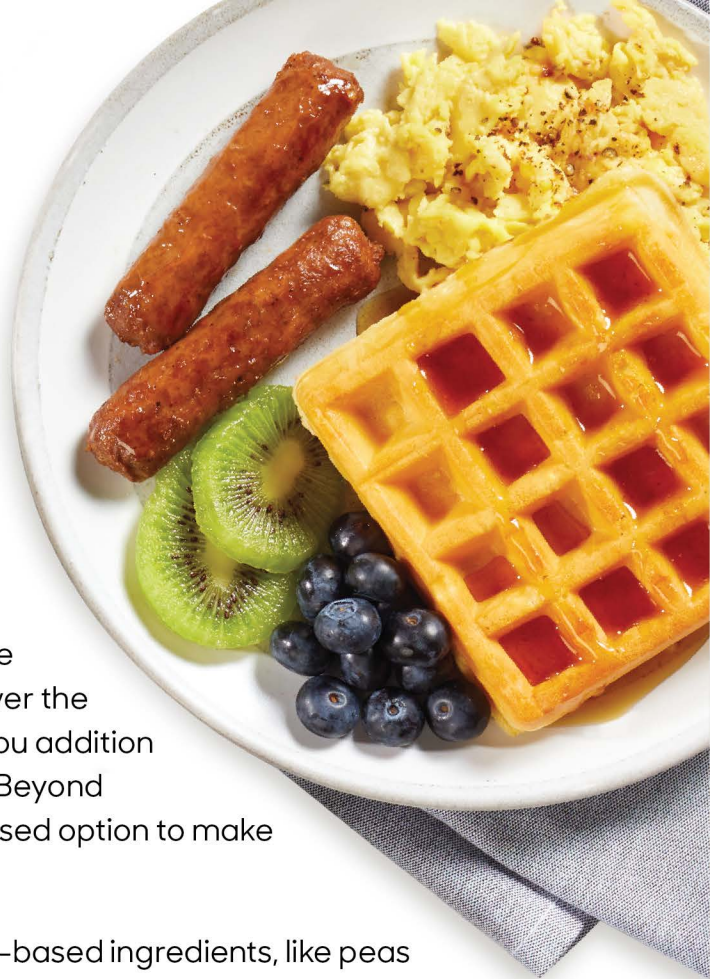 e
ver the
ou addition
Beyond
sed option to make
-based ingredients, like peas